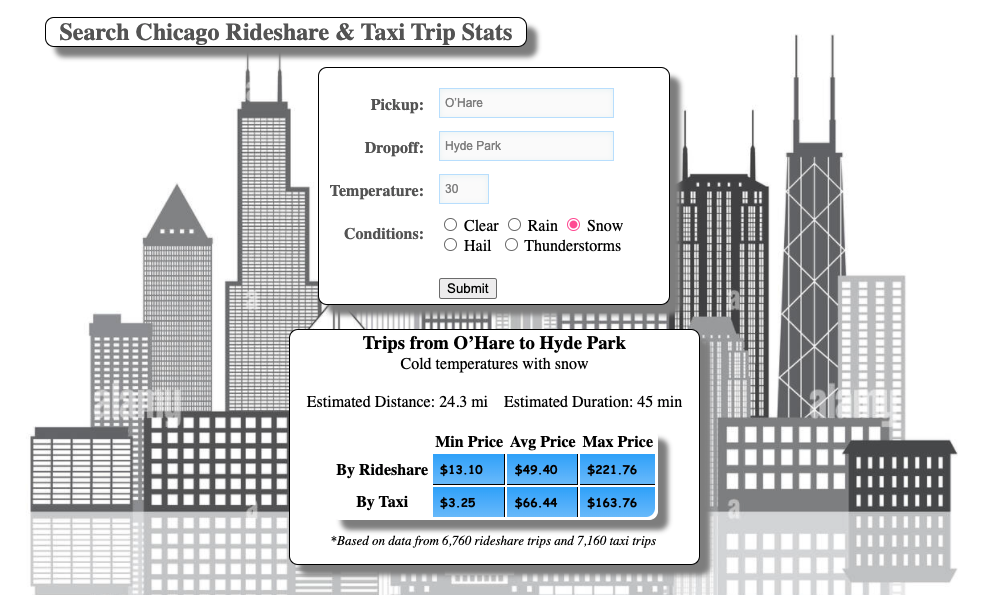 Search Chicago Rideshare & Taxi Trip Stats
Pickup: O'Hare
Dropoff: Hyde Park
Temperature: 30
Conditions: Clear Rain Snow
Hail Thunderstorms
Submit
Trips from O’Hare to Hyde Park
Cold temperatures with snow
Estimated Distance: 24.3 mi Estimated Duration: 45 min
Min Price Avg Price Max Price
By Rideshare $13.10 $49.40 $221.76
By Taxi $3.25 $66.44 $163.76
*Based on data from 6,760 rideshare trips and 7,160 taxi trips
a
a
alamy
alamy
a
a